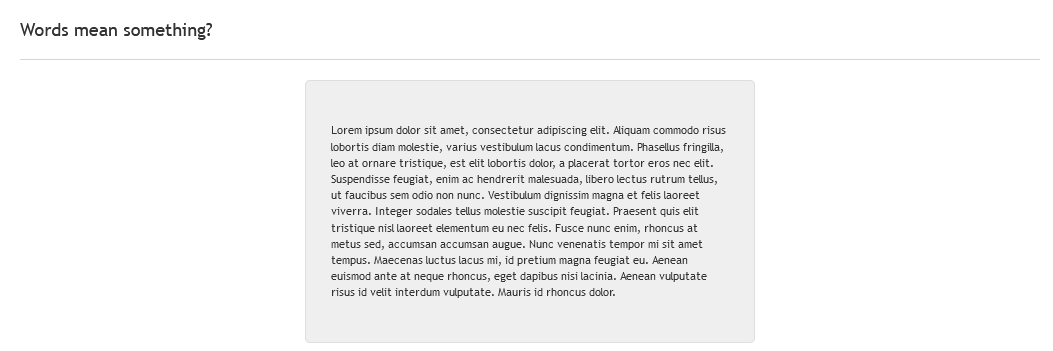 Words mean something?
Lorem ipsum dolor sit amet, consectetur adipiscing elit. Aliquam commodo risus
lobortis diam molestie, varius vestibulum lacus condimentum. Phasellus fringilla,
leo at ornare tristique, est elit lobortis dolor, a placerat tortor eros nec elit.
Suspendisse feugiat, enim ac hendrerit malesuada, libero lectus rutrum tellus,
ut faucibus sem odio non nunc. Vestibulum dignissim magna et felis laoreet
viverra. Integer sodales tellus molestie suscipit feugiat. Praesent quis elit
tristique nisl laoreet elementum eu nec felis. Fusce nunc enim, rhoncus at
metus sed, accumsan accumsan augue. Nunc venenatis tempor mi sit amet
tempus. Maecenas luctus lacus mi, id pretium magna feugiat eu. Aenean
euismod ante at neque rhoncus, eget dapibus nisi lacinia. Aenean vulputate
risus id velit interdum vulputate. Mauris id rhoncus dolor.